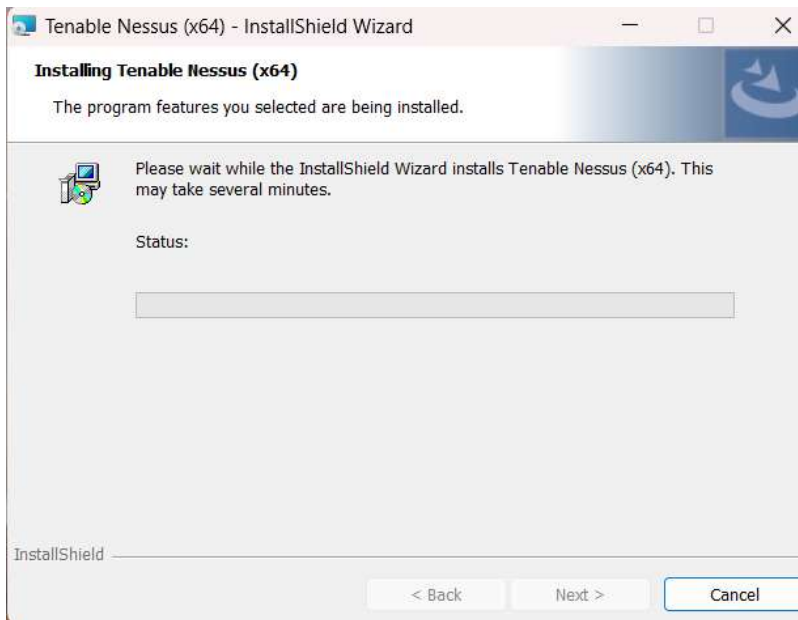 Tenable Nessus (x64) - InstallShield Wizard
Installing Tenable Nessus (x64)
The program features you selected are being installed.
Please wait while the InstallShield Wizard installs Tenable Nessus (x64). This
may take several minutes.
Status:
InstallShield
< Back Next > Cancel